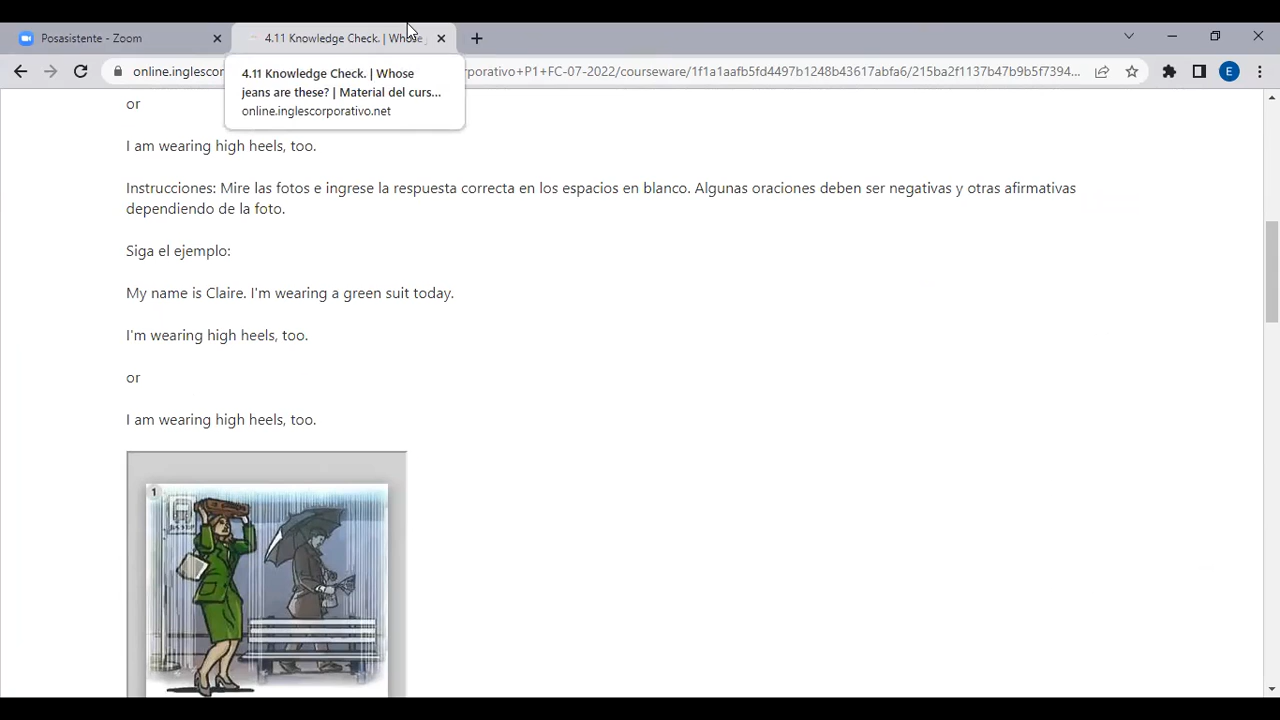 Posasistente - Zoom
4.11 Knowledge Check. | Whose
online.inglescor
orporativo+P1+FC-07-2022/courseware/1f1a1aafb5fd4497b1248b43617abfa6/215ba2f1137b47b9b5f7394...
E
4.11 Knowledge Check. | Whose
jeans are these? | Material del curs...
online.inglescorporativo.net
or
I am wearing high heels, too.
Instrucciones: Mire las fotos e ingrese la respuesta correcta en los espacios en blanco. Algunas oraciones deben ser negativas y otras afirmativas
dependiendo de la foto.
Siga el ejemplo:
My name is Claire. I'm wearing a green suit today.
I'm wearing high heels, too.
or
I am wearing high heels, too.
1